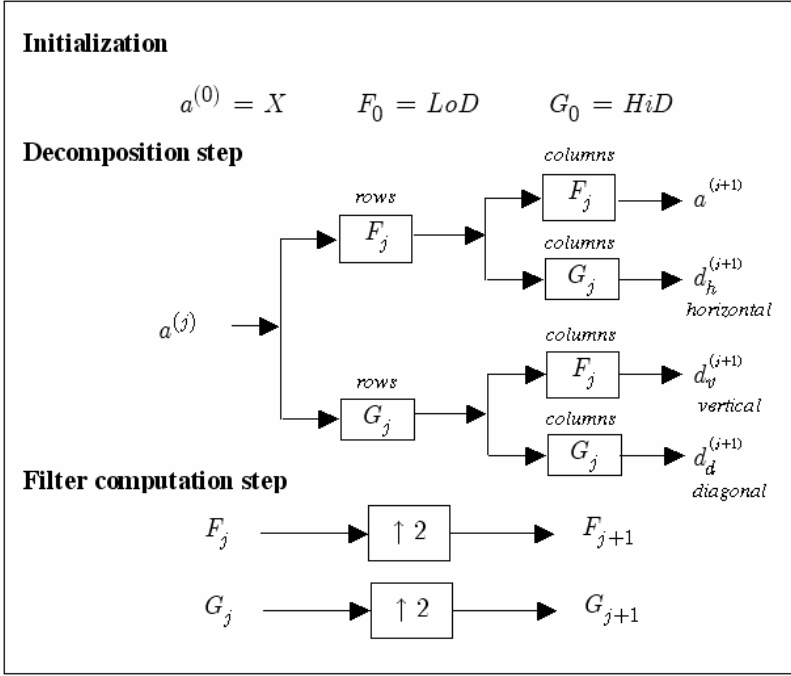 Initialization
a^(0) = X F_0 = LoD G_0 = HiD
Decomposition step
columns
rows
F_j a^(j+1)
F_j
columns
G_j d_h^(j+1)
horizontal
a^(j)
columns
rows
F_j d_v^(j+1)
vertical
G_j
columns
G_j d_d^(j+1)
diagonal
Filter computation step
F_j ↑ 2 F_j+1
G_j ↑ 2 G_j+1